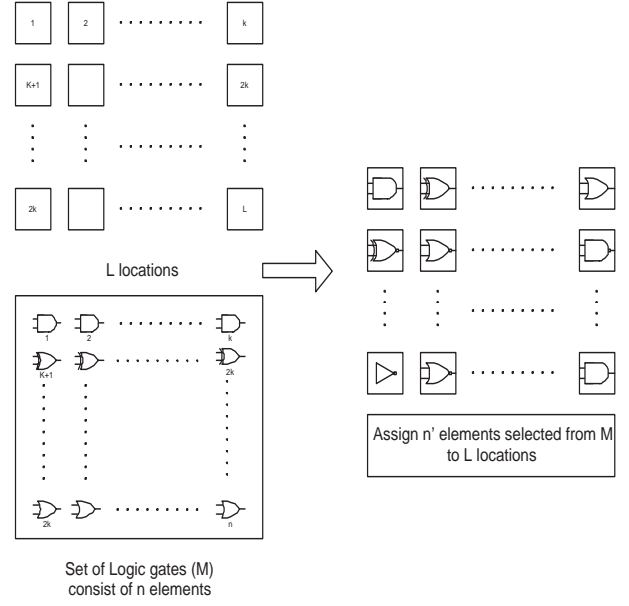 1 2 k
K+1 2k
2k L
L locations
1 2 k
K+1 2k
2k n
Set of Logic gates (M)
consist of n elements
Assign n’ elements selected from M
to L locations